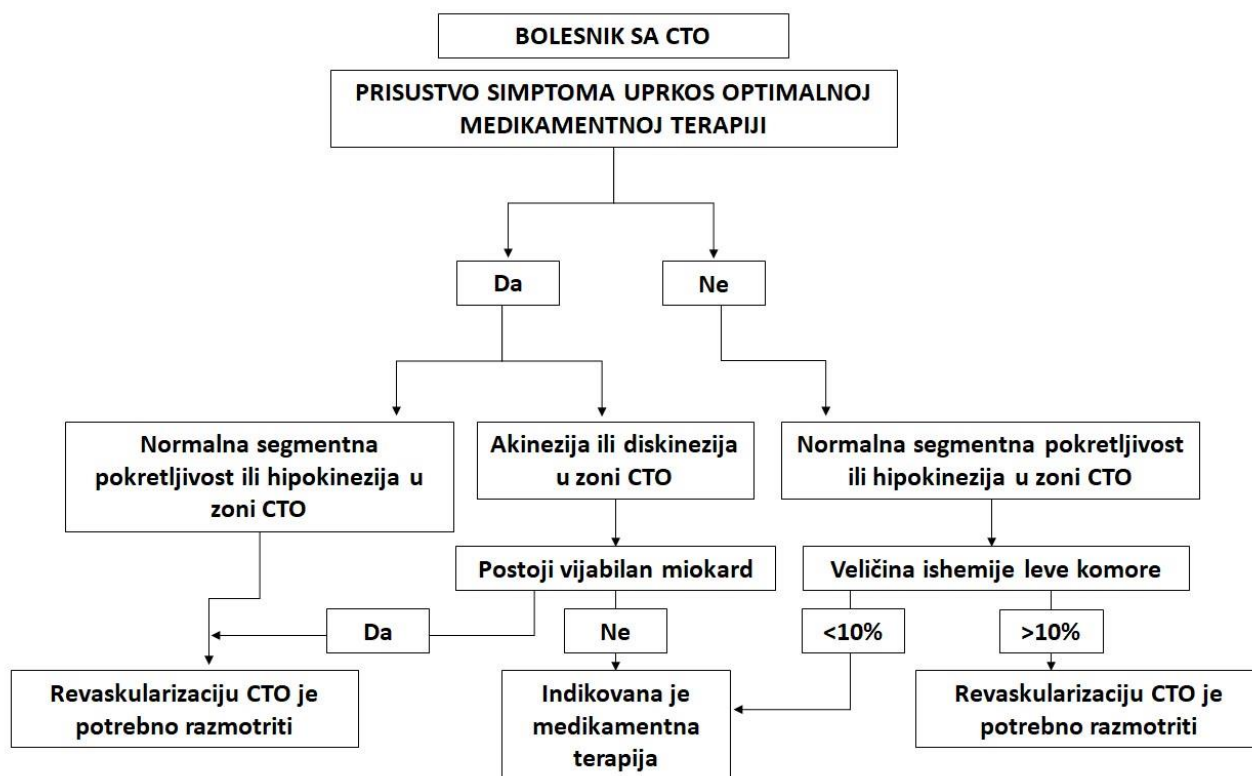 BOLESNIK SA CTO
PRISUSTVO SIMPTOMA UPRKOS OPTIMALNOJ
MEDIKAMENTNOJ TERAPIJI
Da
Ne
Normalna segmentna
pokretljivost ili hipokinezija u
zoni CTO
Akinezija ili diskinezija
u zoni CTO
Normalna segmentna pokretljivost
ili hipokinezija u zoni CTO
Postoji vijabilan miokard
Veličina ishemije leve komore
Da
Ne
<10%
>10%
Revaskularizaciju CTO je
potrebno razmotriti
Indikovana je
medikamentna
terapija
Revaskularizaciju CTO je
potrebno razmotriti